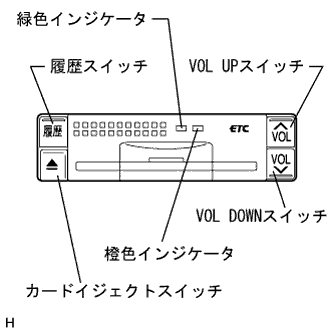 緑色インジケータ
履歴スイッチ
VOL UPスイッチ
履歴
ETC
VOL
VOL
VOL DOWNスイッチ
橙色インジケータ
カードイジェクトスイッチ
H